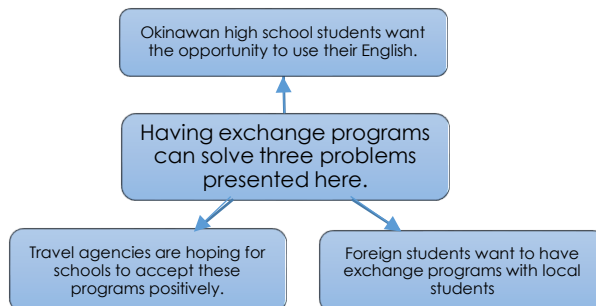 Okinawan high school students want
the opportunity to use their English.
Having exchange programs
can solve three problems
presented here.
Travel agencies are hoping for
schools to accept these
programs positively.
Foreign students want to have
exchange programs with local
students